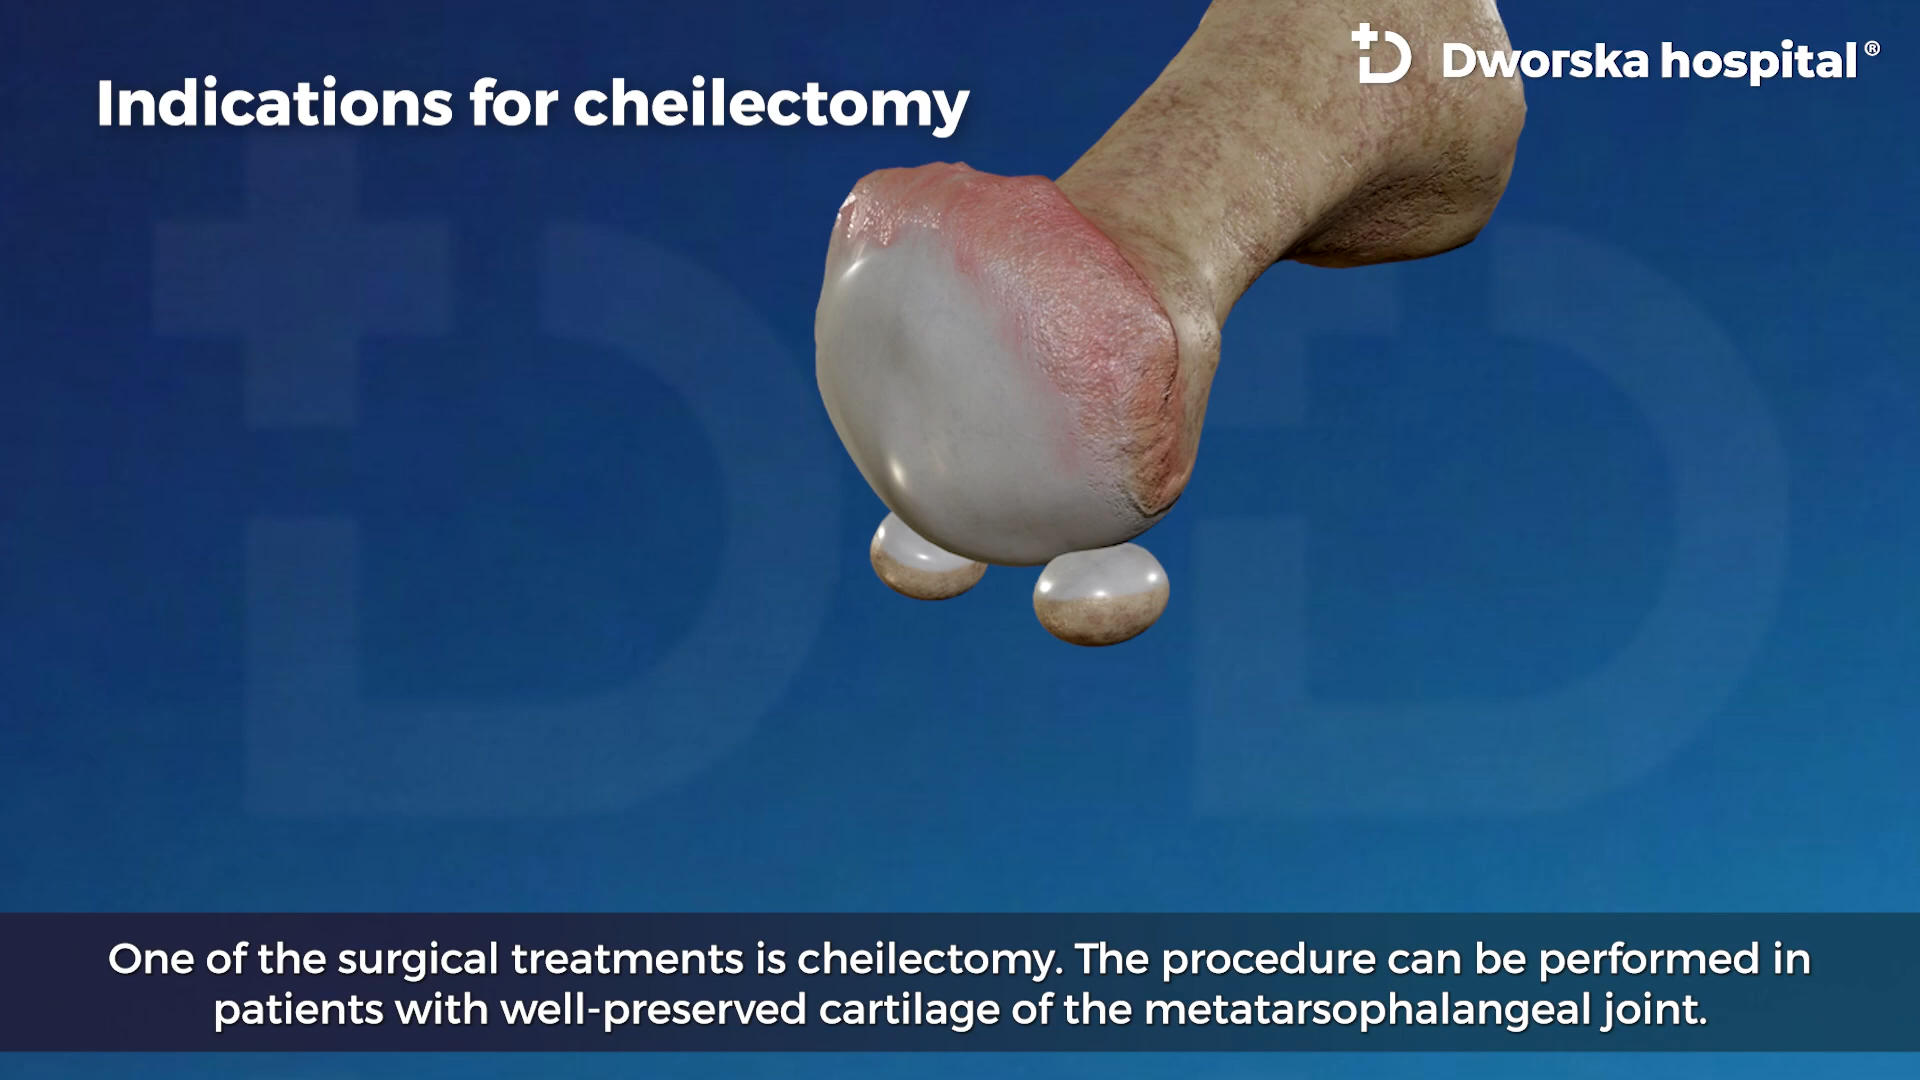 Dworska hospital®
Indications for cheilectomy
One of the surgical treatments is cheilectomy. The procedure can be performed in
patients with well-preserved cartilage of the metatarsophalangeal joint.